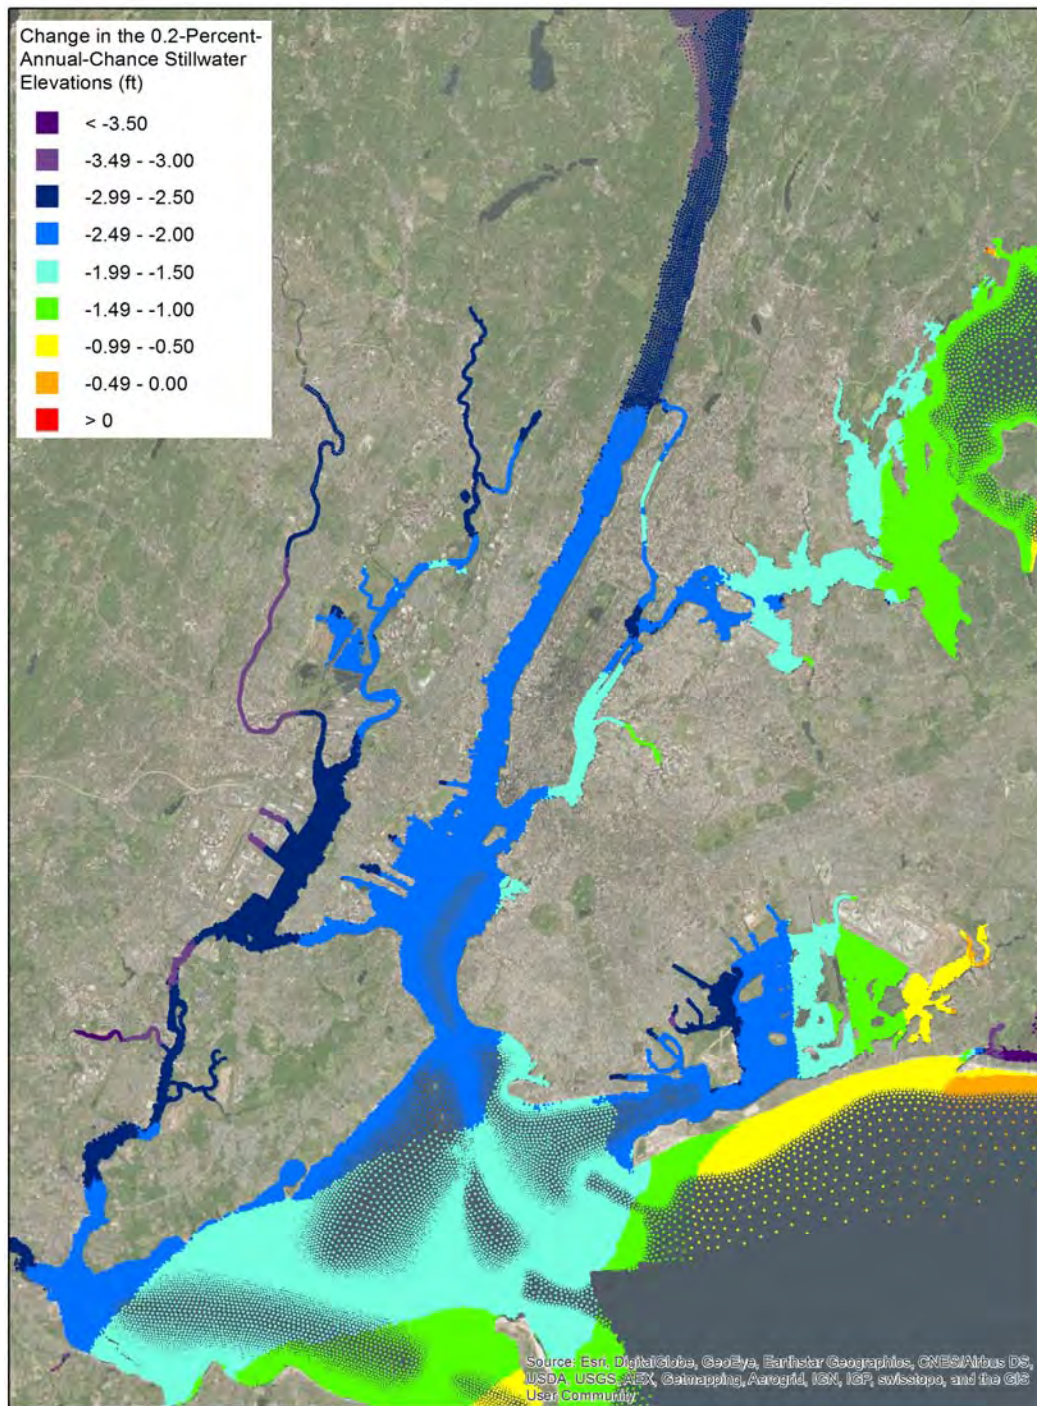 Change in the 0.2-Percent-
Annual-Chance Stillwater
Elevations (ft)
< -3.50
-3.49 - -3.00
-2.99 - -2.50
-2.49 - -2.00
-1.99 - -1.50
-1.49 - -1.00
-0.99 - -0.50
-0.49 - 0.00
> 0
Source: Esri, DigitalGlobe, GeoEye, Earthstar Geographics, CNES/Airbus DS,
USDA, USGS, AEX, Getmapping, Aerogrid, IGN, IGP, swisstopo, and the GIS
User Community